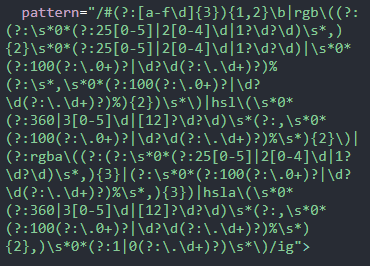 pattern="/#(?:[a-f\d]{3}){1,2}\b|rgb\((?:
(?:\s*0*(?:25[0-5]|2[0-4]\d|1?\d?\d)\s*,)
{2}\s*0*(?:25[0-5]|2[0-4]\d|1?\d?\d)|\s*0*
(?:100(?:\.0+)?|\d?\d(?:\.\d+)?)%
(?:\s*,\s*0*(?:100(?:\.0+)?|\d?
\d(?:\.\d+)?)%){2})\s*\)|hsl\(\s*0*
(?:360|3[0-5]\d|[12]?\d?\d)\s*(?:,\s*0*
(?:100(?:\.0+)?|\d?\d(?:\.\d+)?)%\s*){2}\)|
(?:rgba\((?:(?:\s*0*(?:25[0-5]|2[0-4]\d|1?
\d?\d)\s*,){3}|(?:\s*0*(?:100(?:\.0+)?|\d?
\d(?:\.\d+)?)%\s*,){3})|hsla\(\s*0*
(?:360|3[0-5]\d|[12]?\d?\d)\s*(?:,\s*0*
(?:100(?:\.0+)?|\d?\d(?:\.\d+)?)%\s*)
{2},)\s*0*(?:1|0(?:\.\d+)?)\s*\)/ig">